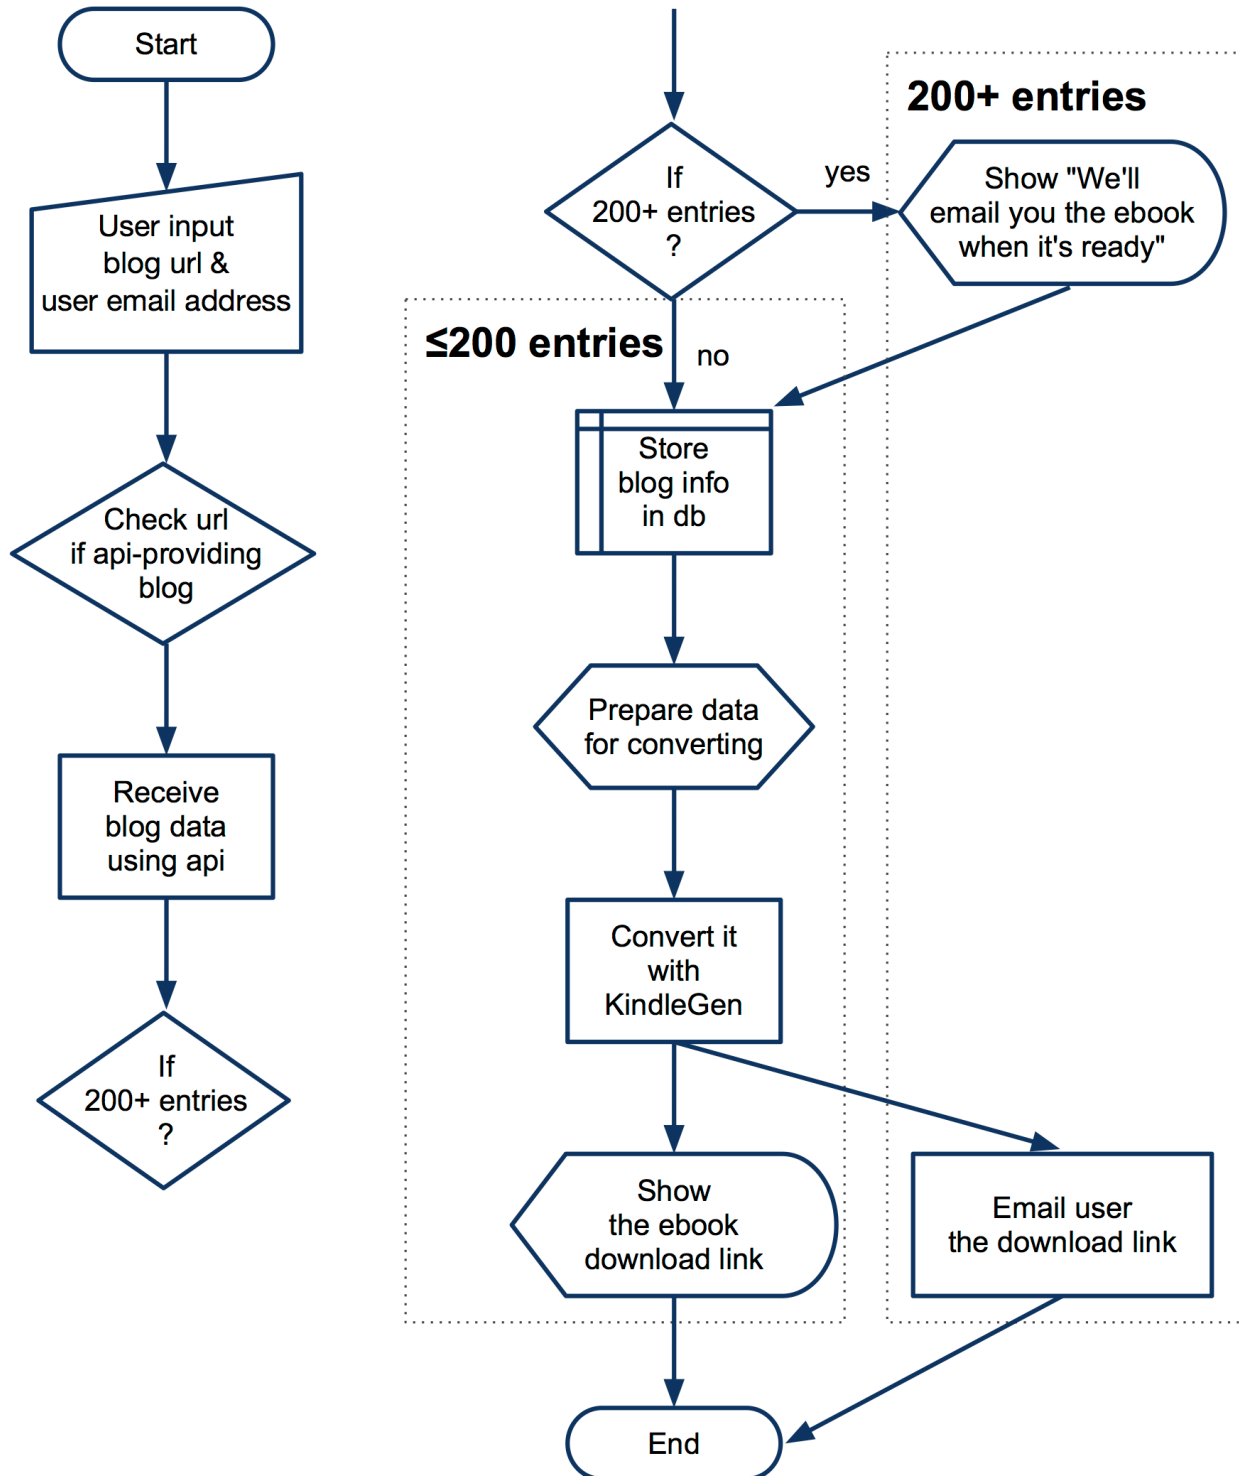 Start
User input
blog url &
user email address
Check url
if api-providing
blog
Receive
blog data
using api
If
200+ entries
?
If
200+ entries
?
yes
200+ entries
Show "We'll
email you the ebook
when it's ready"
≤200 entries
no
Store
blog info
in db
Prepare data
for converting
Convert it
with
KindleGen
Show
the ebook
download link
Email user
the download link
End